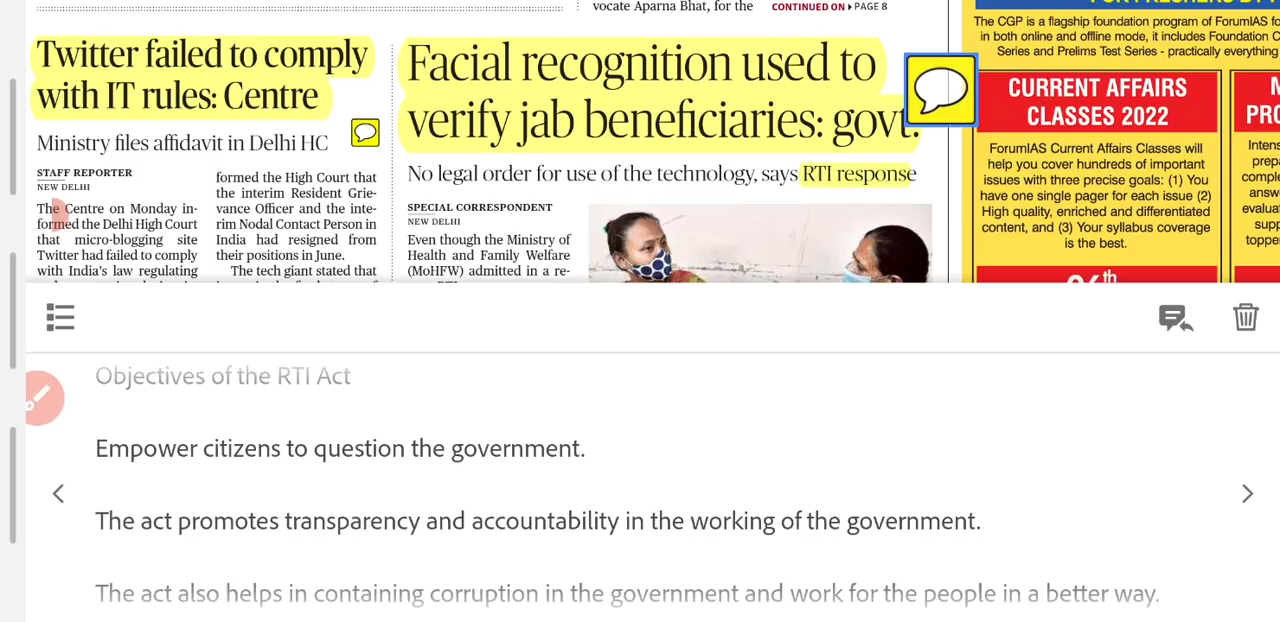 vocate Aparna Bhat, for the
CONTINUED ON ▸ PAGE 8
Twitter failed to comply
with IT rules: Centre
Ministry files affidavit in Delhi HC
STAFF REPORTER
NEW DELHI
The Centre on Monday in-
formed the Delhi High Court
that micro-blogging site
Twitter had failed to comply
with India's law regulating
formed the High Court that
the interim Resident Grie-
vance Officer and the inte-
rim Nodal Contact Person in
India had resigned from
their positions in June.
The tech giant stated that
Facial recognition used to
verify jab beneficiaries: govt.
No legal order for use of the technology, says RTI response
SPECIAL CORRESPONDENT
NEW DELHI
Even though the Ministry of
Health and Family Welfare
(MoHFW) admitted in a re-
The CGP is a flagship foundation program of ForumIAS fo
in both online and offline mode, it includes Foundation C
Series and Prelims Test Series - practically everything
CURRENT AFFAIRS
CLASSES 2022
ForumIAS Current Affairs Classes will
help you cover hundreds of important
issues with three precise goals: (1) You
have one single pager for each issue (2)
High quality, enriched and differentiated
content, and (3) Your syllabus coverage
is the best.
M
PRO
Intens
prepa
comple
answ
evalua
supp
toppe
th
Objectives of the RTI Act
Empower citizens to question the government.
The act promotes transparency and accountability in the working of the government.
The act also helps in containing corruption in the government and work for the people in a better way.